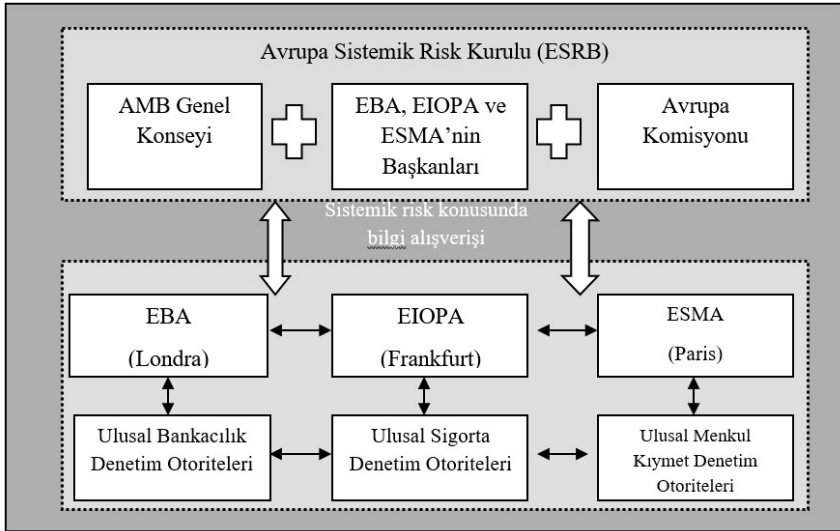 Avrupa Sistemik Risk Kurulu (ESRB)
AMB Genel
Konseyi
EBA, EIOPA ve
ESMA’nin
Başkanları
Avrupa
Komisyonu
Sistemik risk konusunda
bilgi alışverişi
EBA
(Londra)
EIOPA
(Frankfurt)
ESMA
(Paris)
Ulusal Bankacılık
Denetim Otoriteleri
Ulusal Sigorta
Denetim Otoriteleri
Ulusal Menkul
Kıymet Denetim
Otoriteleri